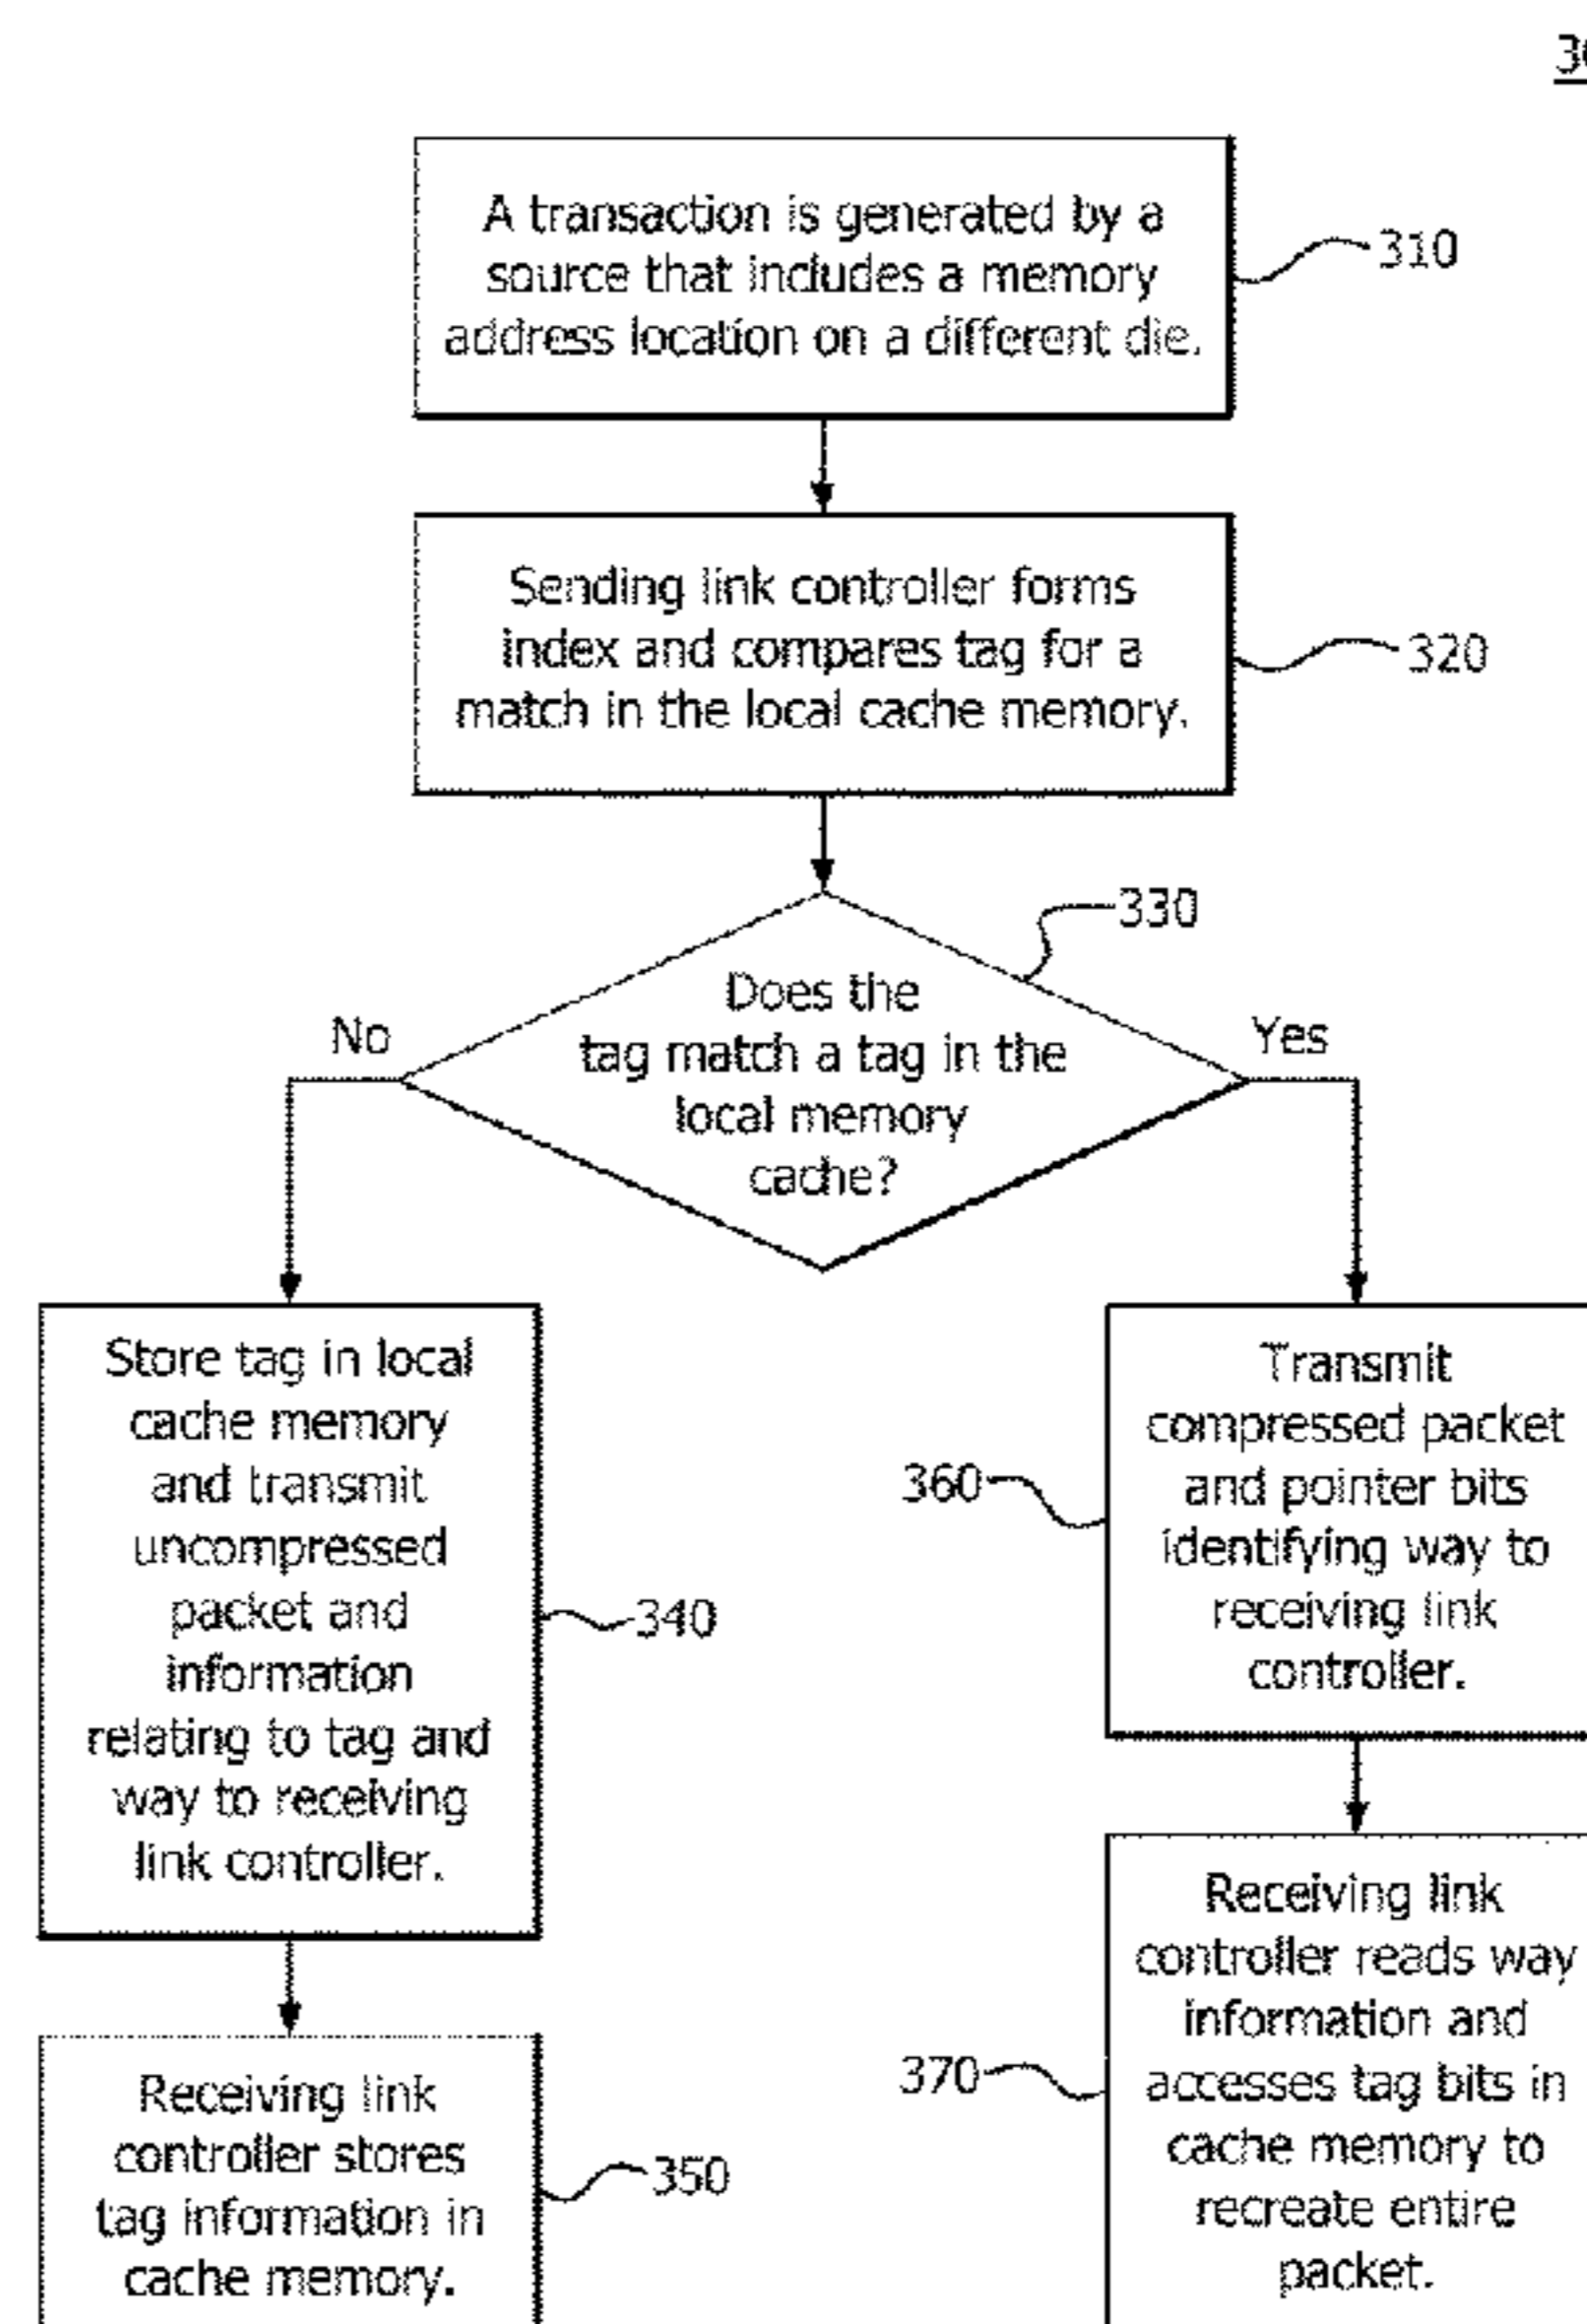 A transaction is generated by a
source that includes a memory
address location on a different die.
310
Sending link controller forms
index and compares tag for a
match in the local cache memory.
320
330
Does the
tag match a tag in the
local memory
cache?
No
Yes
Store tag in local
cache memory
and transmit
uncompressed
packet and
information
relating to tag and
way to receiving
link controller.
340
Transmit
compressed packet
and pointer bits
identifying way to
receiving link
controller.
360
Receiving link
controller stores
tag information in
cache memory.
350
Receiving link
controller reads way
information and
accesses tag bits in
cache memory to
recreate entire
packet.
370